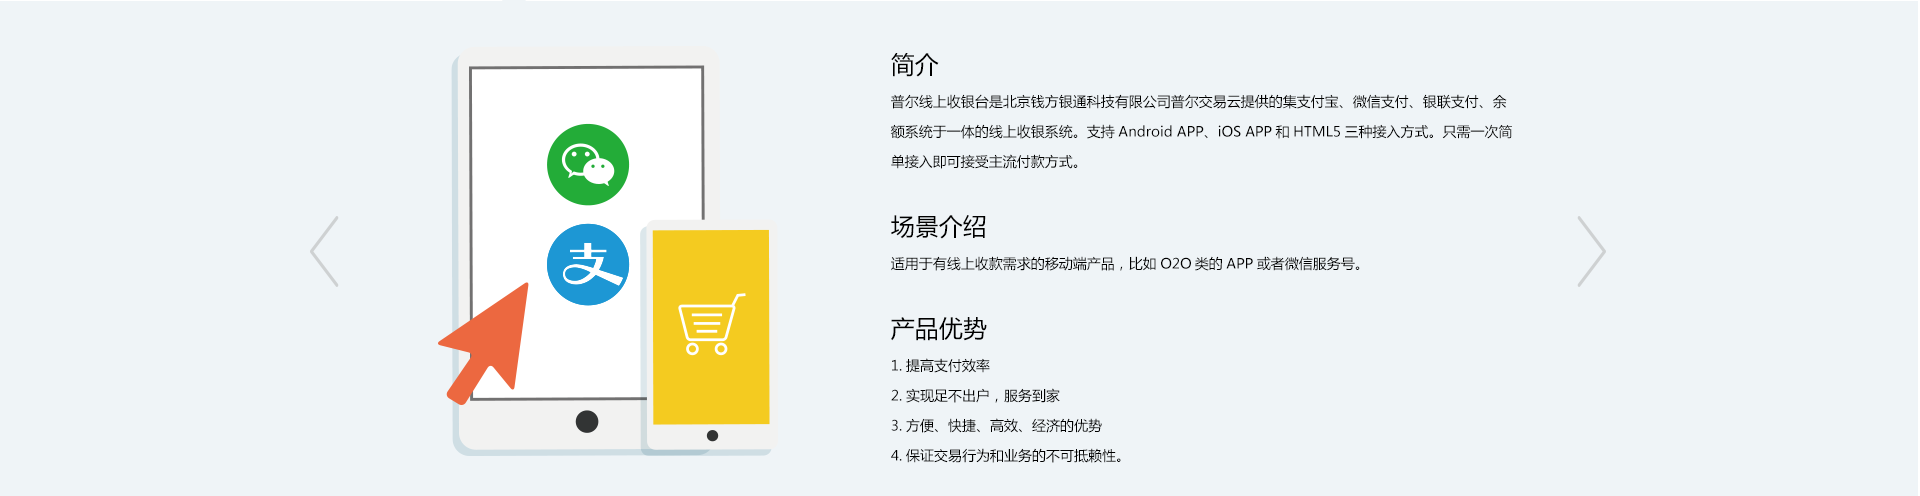 简介
普尔线上收银台是北京钱方银通科技有限公司普尔交易云提供的集支付宝、微信支付、银联支付、余
额系统于一体的线上收银系统。支持 Android APP、iOS APP 和 HTML5 三种接入方式。只需一次简
单接入即可接受主流付款方式。
场景介绍
适用于有线上收款需求的移动端产品，比如 O2O 类的 APP 或者微信服务号。
产品优势
1. 提高支付效率
2. 实现足不出户，服务到家
3. 方便、快捷、高效、经济的优势
4. 保证交易行为和业务的不可抵赖性。
支